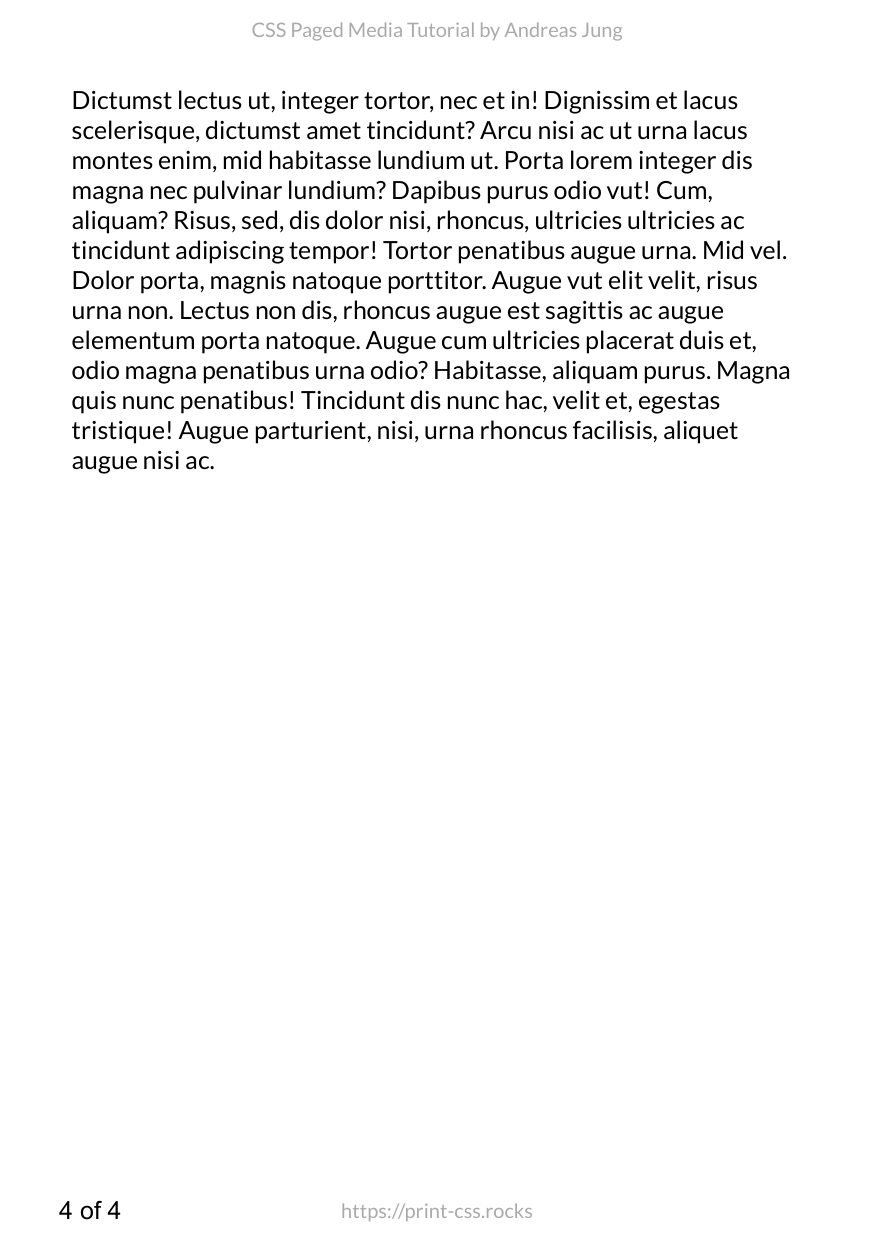 CSS Paged Media Tutorial by Andreas Jung
Dictumst lectus ut, integer tortor, nec et in! Dignissim et lacus
scelerisque, dictumst amet tincidunt? Arcu nisi ac ut urna lacus
montes enim, mid habitasse lundium ut. Porta lorem integer dis
magna nec pulvinar lundium? Dapibus purus odio vut! Cum,
aliquam? Risus, sed, dis dolor nisi, rhoncus, ultricies ultricies ac
tincidunt adipiscing tempor! Tortor penatibus augue urna. Mid vel.
Dolor porta, magnis natoque porttitor. Augue vut elit velit, risus
urna non. Lectus non dis, rhoncus augue est sagittis ac augue
elementum porta natoque. Augue cum ultricies placerat duis et,
odio magna penatibus urna odio? Habitasse, aliquam purus. Magna
quis nunc penatibus! Tincidunt dis nunc hac, velit et, egestas
tristique! Augue parturient, nisi, urna rhoncus facilisis, aliquet
augue nisi ac.
4 of 4
https://print-css.rocks